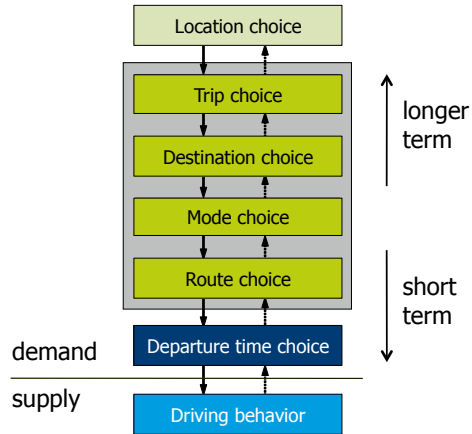 Location choice
Trip choice
longer
term
Destination choice
Mode choice
Route choice
short
term
demand
Departure time choice
supply
Driving behavior